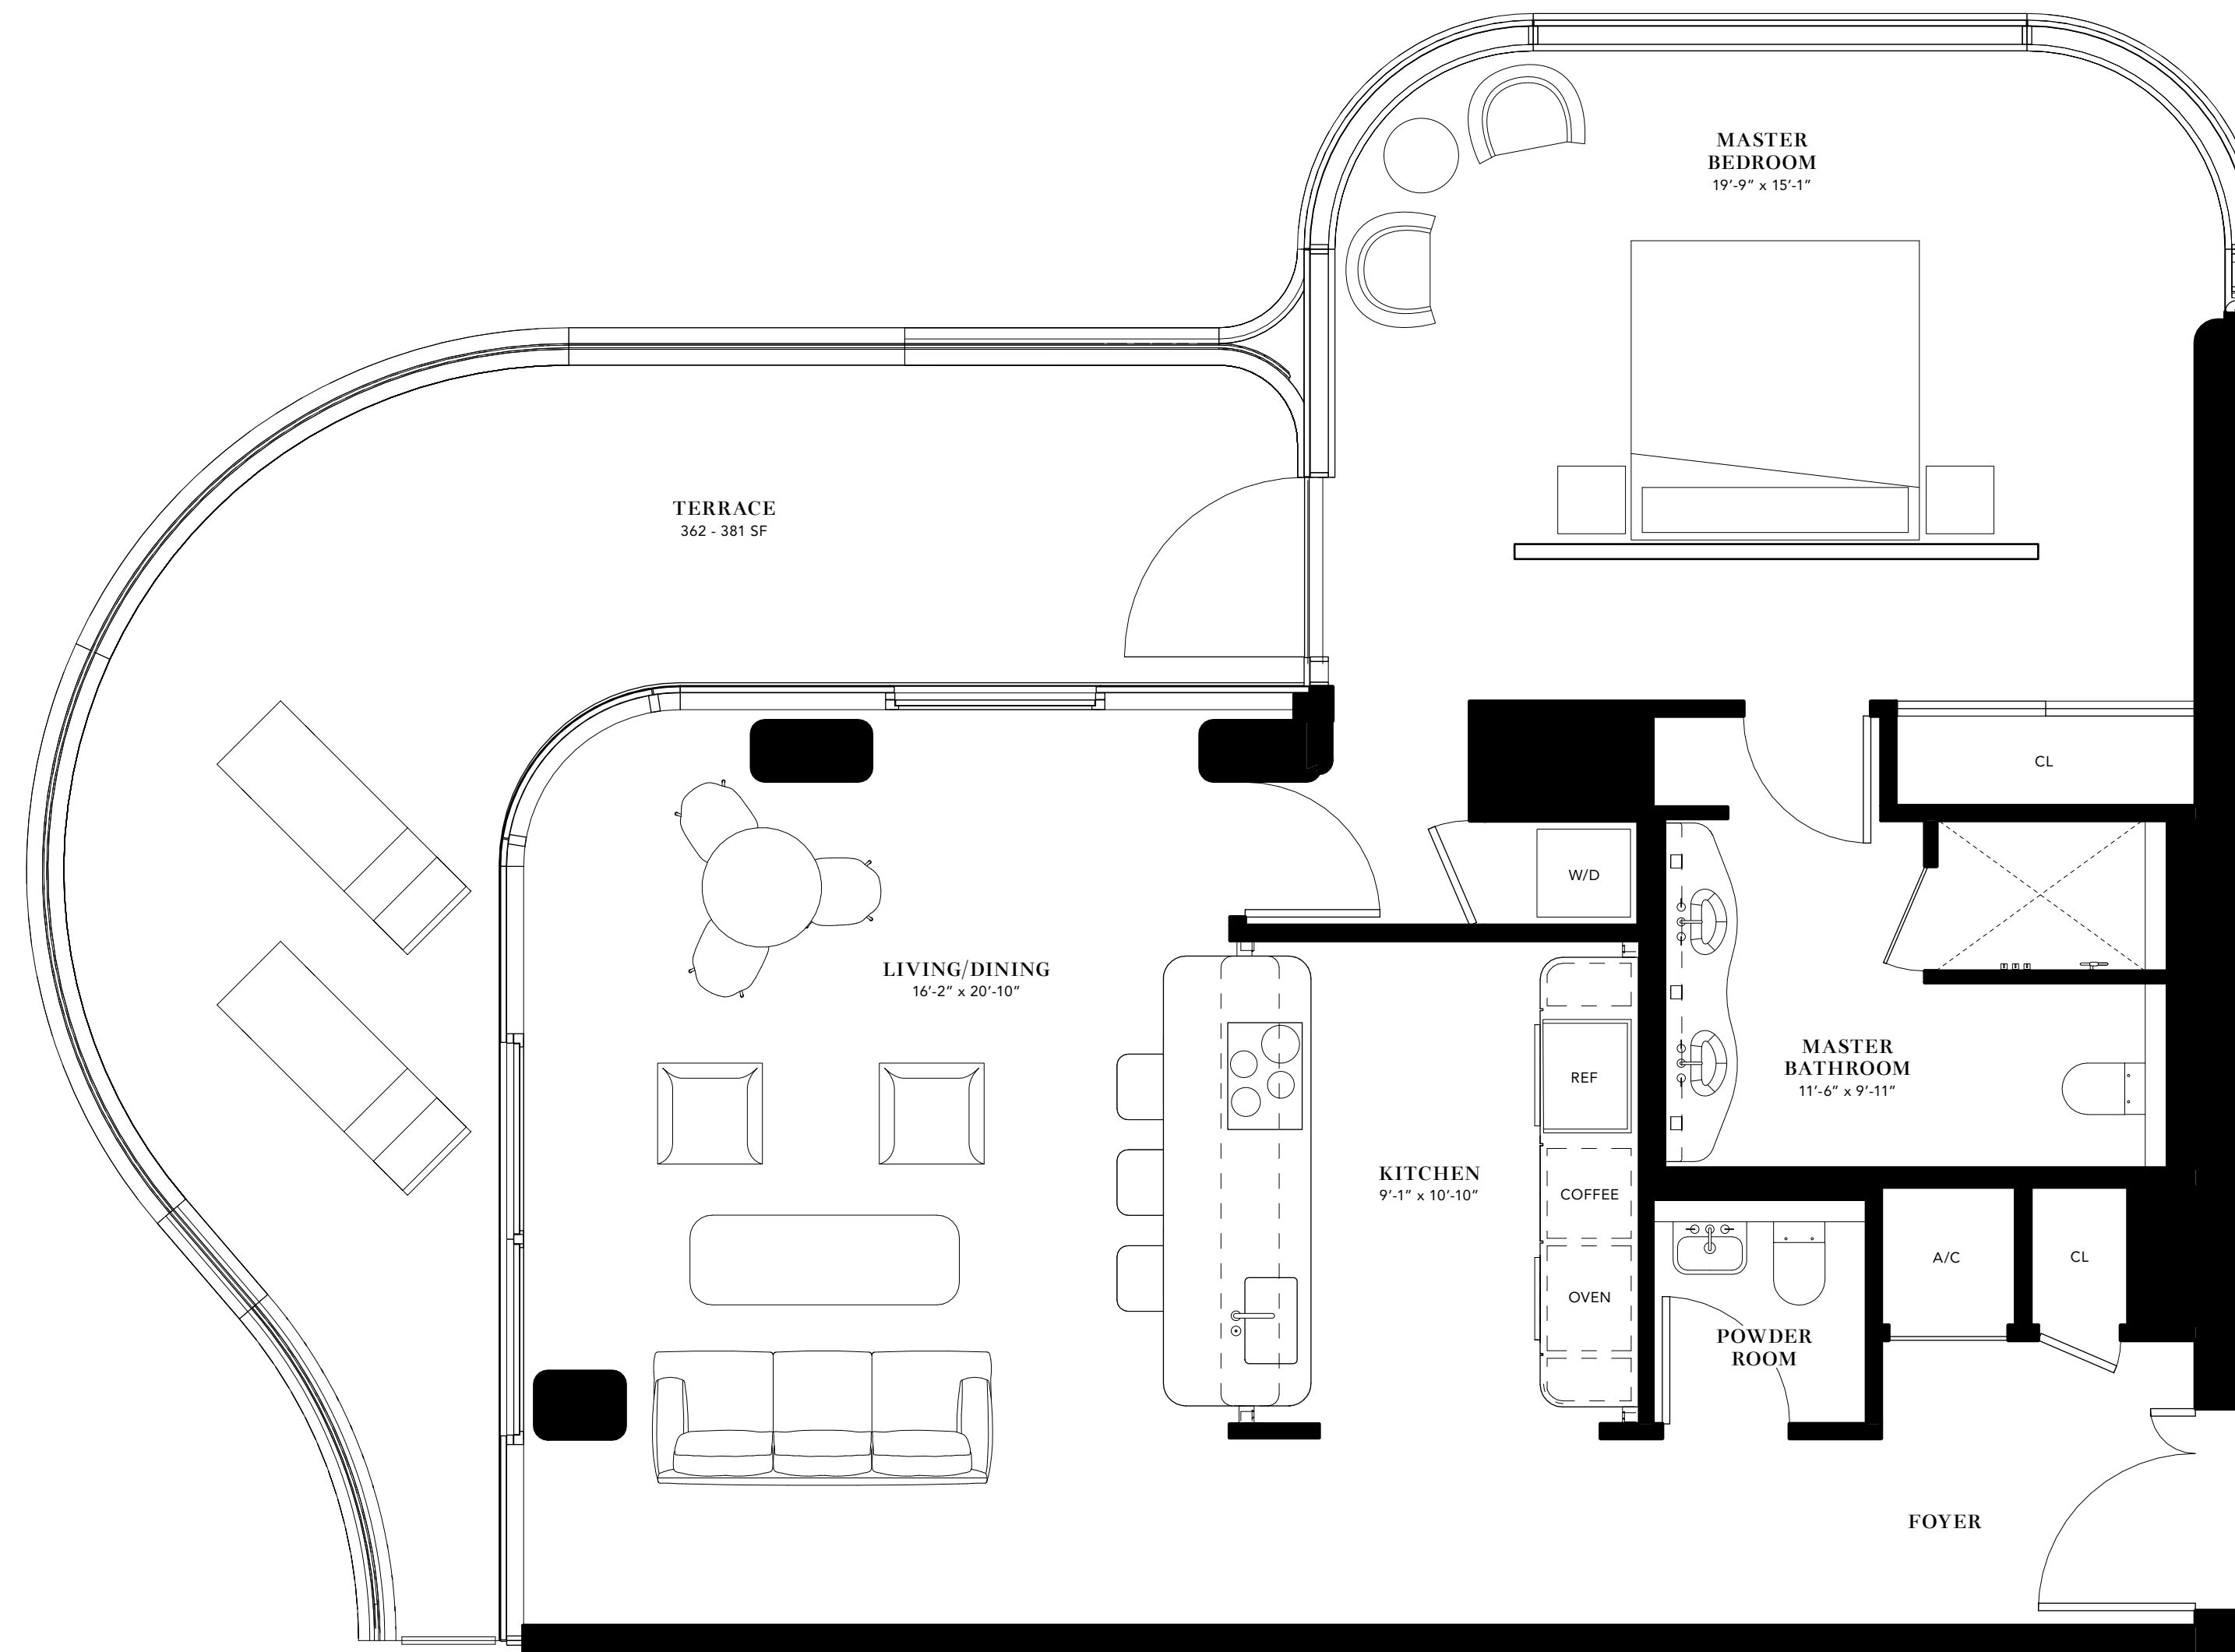 MASTER
BEDROOM
19’-9” x 15’-1”
TERRACE
362 - 381 SF
CL
W/D
LIVING/DINING
16’-2” x 20’-10”
MASTER
BATHROOM
11’-6” x 9’-11”
REF
KITCHEN
9’-1” x 10’-10”
COFFEE
OVEN
A/C
CL
POWDER
ROOM
FOYER